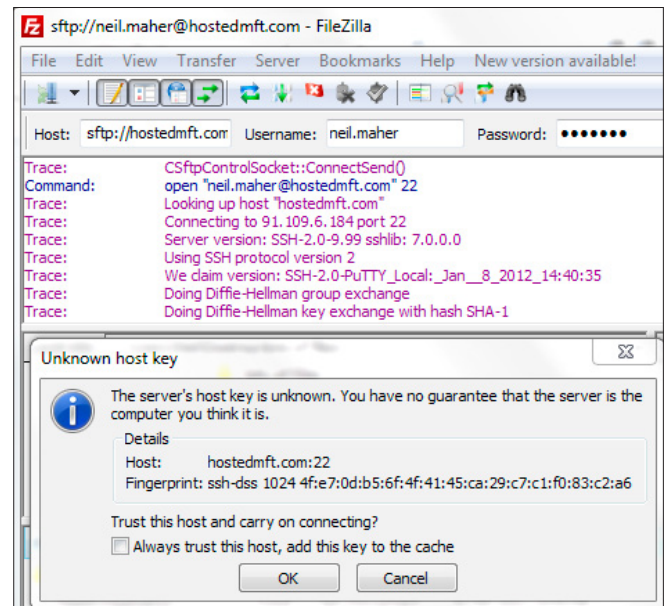 sftp://neil.maher@hostedmft.com - FileZilla
File Edit View Transfer Server Bookmarks Help New version available!
Host: sftp://hostedmft.com Username: neil.maher Password: •••••••
Trace: CSftpControlSocket::ConnectSend()
Command: open "neil.maher@hostedmft.com" 22
Trace: Looking up host "hostedmft.com"
Trace: Connecting to 91.109.6.184 port 22
Trace: Server version: SSH-2.0-9.99 sshlib: 7.0.0.0
Trace: Using SSH protocol version 2
Trace: We claim version: SSH-2.0-PuTTY_Local:_Jan__8_2012_14:40:35
Trace: Doing Diffie-Hellman group exchange
Trace: Doing Diffie-Hellman key exchange with hash SHA-1
Unknown host key
The server's host key is unknown. You have no guarantee that the server is the
computer you think it is.
Details
Host: hostedmft.com:22
Fingerprint: ssh-dss 1024 4f:e7:0d:b5:6f:4f:41:45:ca:29:c7:c1:f0:83:c2:a6
Trust this host and carry on connecting?
Always trust this host, add this key to the cache
OK Cancel